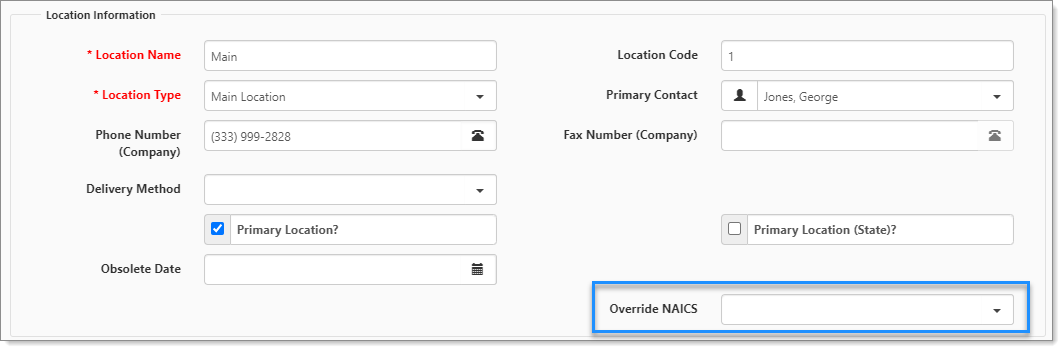 Location Information
* Location Name Main Location Code 1
* Location Type Main Location Primary Contact Jones, George
Phone Number (333) 999-2828 Fax Number (Company)
(Company)
Delivery Method
Primary Location? Primary Location (State)?
Obsolete Date
Override NAICS